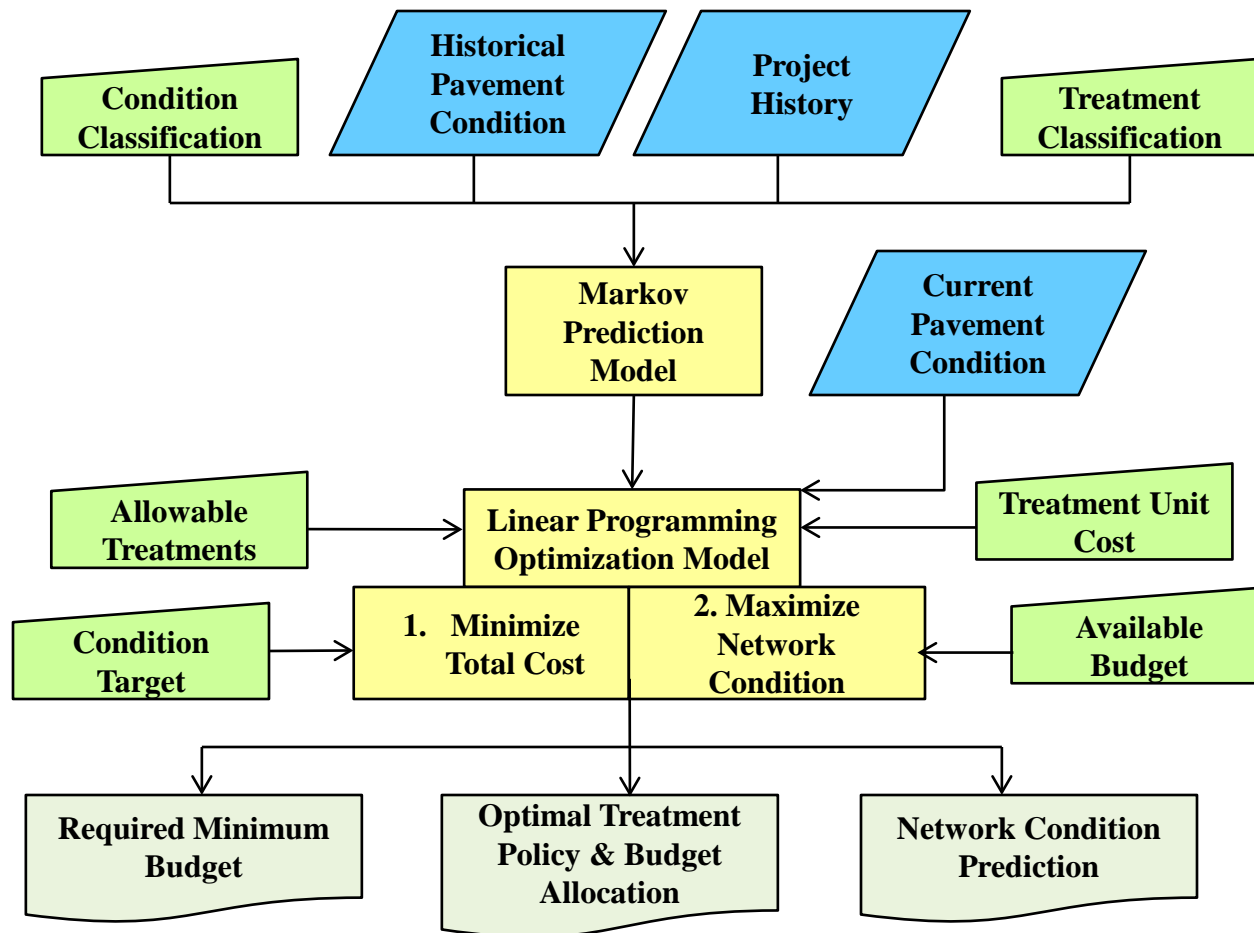 Condition
Classification
Historical
Pavement
Condition
Project
History
Treatment
Classification
Markov
Prediction
Model
Current
Pavement
Condition
Allowable
Treatments
Linear Programming
Optimization Model
Treatment Unit
Cost
Condition
Target
1. Minimize
Total Cost
2. Maximize
Network
Condition
Available
Budget
Required Minimum
Budget
Optimal Treatment
Policy & Budget
Allocation
Network Condition
Prediction